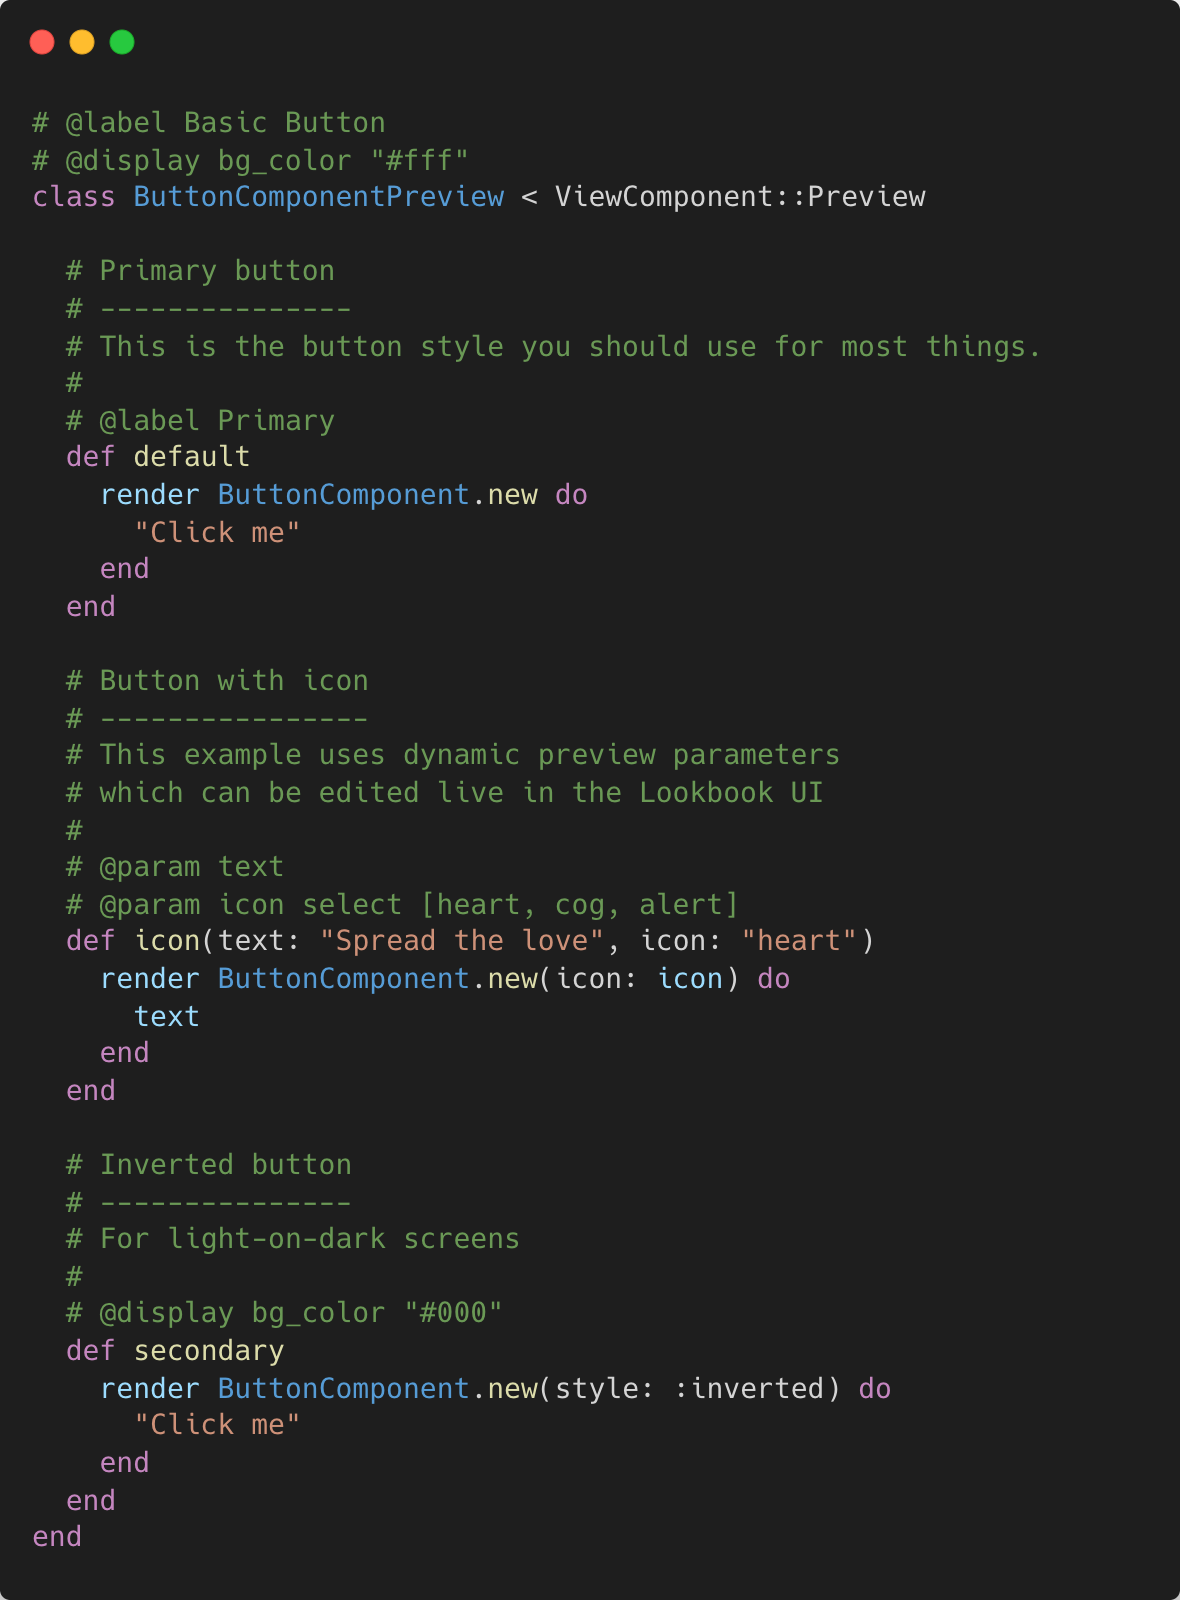 # @label Basic Button
# @display bg_color "#fff"
class ButtonComponentPreview < ViewComponent::Preview

  # Primary button
  # ---------------
  # This is the button style you should use for most things.
  #
  # @label Primary
  def default
    render ButtonComponent.new do
      "Click me"
    end
  end

  # Button with icon
  # ----------------
  # This example uses dynamic preview parameters
  # which can be edited live in the Lookbook UI
  #
  # @param text
  # @param icon select [heart, cog, alert]
  def icon(text: "Spread the love", icon: "heart")
    render ButtonComponent.new(icon: icon) do
      text
    end
  end

  # Inverted button
  # ---------------
  # For light-on-dark screens
  #
  # @display bg_color "#000"
  def secondary
    render ButtonComponent.new(style: :inverted) do
      "Click me"
    end
  end
end